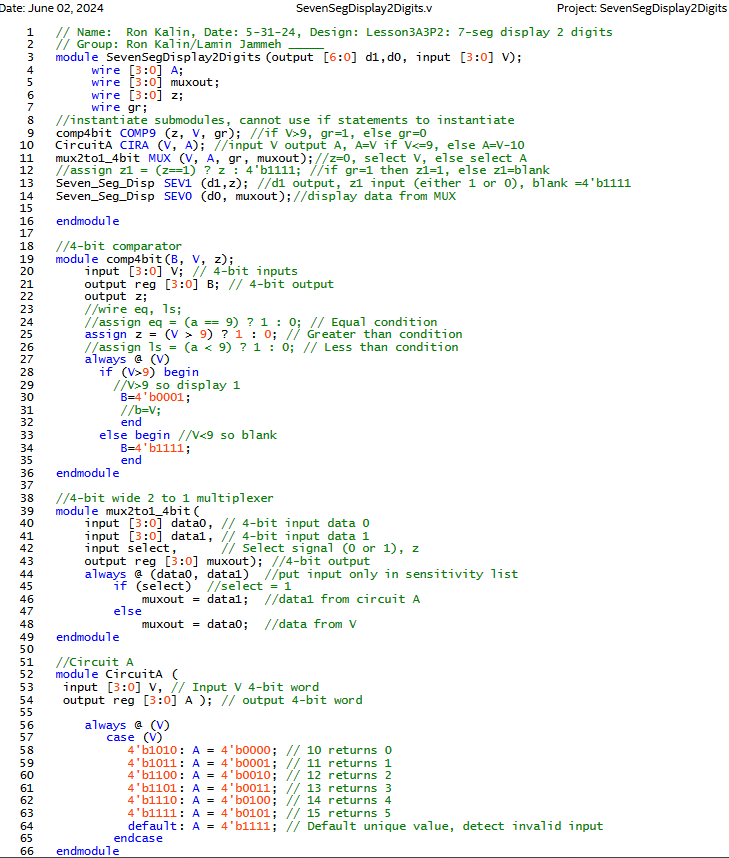 Date: June 02, 2024 SevenSegDisplay2Digits.v Project: SevenSegDisplay2Digits
1 // Name: Ron Kalin, Date: 5-31-24, Design: Lesson3A3P2: 7-seg display 2 digits
2 // Group: Ron Kalin/Lamin Jammeh _____
3 module SevenSegDisplay2Digits(output [6:0] d1,d0, input [3:0] V);
4 wire [3:0] A;
5 wire [3:0] muxout;
6 wire [3:0] z;
7 wire gr;
8 //instantiate submodules, cannot use if statements to instantiate
9 comp4bit COMP9 (z, V, gr); //if V>9, gr=1, else gr=0
10 CircuitA CIRA (V, A); //input V output A, A=V if V<=9, else A=V-10
11 mux2to1_4bit MUX (V, A, gr, muxout);//z=0, select V, else select A
12 //assign z1 = (z==1) ? z : 4'b1111; //if gr=1 then z1=1, else z1=blank
13 Seven_Seg_Disp SEV1 (d1,z); //d1 output, z1 input (either 1 or 0), blank =4'b1111
14 Seven_Seg_Disp SEV0 (d0, muxout);//display data from MUX
15
16 endmodule
17
18 //4-bit comparator
19 module comp4bit(B, V, z);
20 input [3:0] V; // 4-bit inputs
21 output reg [3:0] B; // 4-bit output
22 output z;
23 //wire eq, ls;
24 //assign eq = (a == 9) ? 1 : 0; // Equal condition
25 assign z = (V > 9) ? 1 : 0; // Greater than condition
26 //assign ls = (a < 9) ? 1 : 0; // Less than condition
27 always @ (V)
28 if (V>9) begin
29 //V>9 so display 1
30 B=4'b0001;
31 //b=V;
32 end
33 else begin //V<9 so blank
34 B=4'b1111;
35 end
36 endmodule
37
38 //4-bit wide 2 to 1 multiplexer
39 module mux2to1_4bit(
40 input [3:0] data0, // 4-bit input data 0
41 input [3:0] data1, // 4-bit input data 1
42 input select, // Select signal (0 or 1), z
43 output reg [3:0] muxout); //4-bit output
44 always @ (data0, data1) //put input only in sensitivity list
45 if (select) //select = 1
46 muxout = data1; //data1 from circuit A
47 else
48 muxout = data0; //data from V
49 endmodule
50
51 //Circuit A
52 module CircuitA (
53 input [3:0] V, // Input V 4-bit word
54 output reg [3:0] A ); // output 4-bit word
55
56 always @ (V)
57 case (V)
58 4'b1010: A = 4'b0000; // 10 returns 0
59 4'b1011: A = 4'b0001; // 11 returns 1
60 4'b1100: A = 4'b0010; // 12 returns 2
61 4'b1101: A = 4'b0011; // 13 returns 3
62 4'b1110: A = 4'b0100; // 14 returns 4
63 4'b1111: A = 4'b0101; // 15 returns 5
64 default: A = 4'b1111; // Default unique value, detect invalid input
65 endcase
66 endmodule